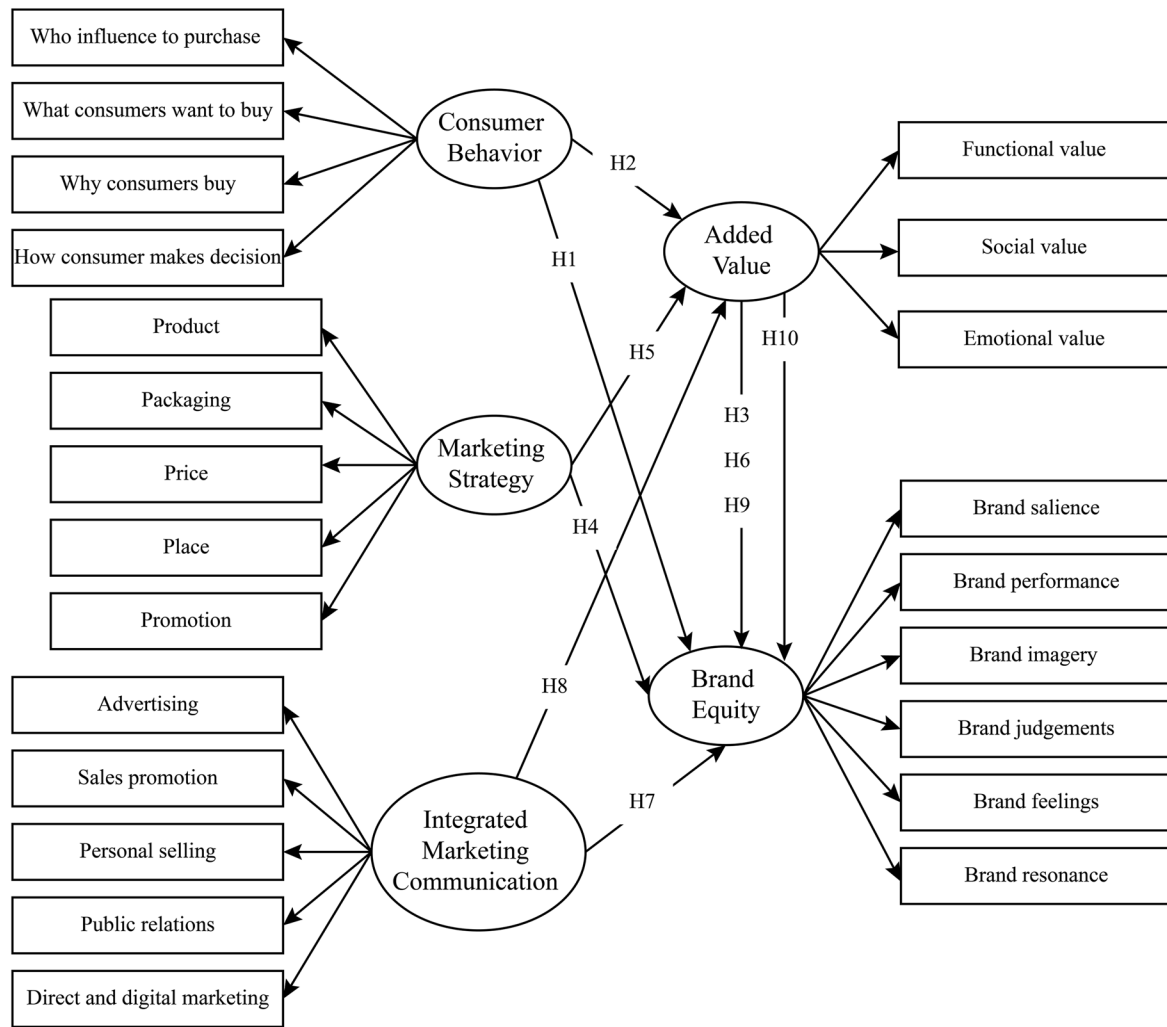 Who influence to purchase
What consumers want to buy
Why consumers buy
How consumer makes decision
Product
Packaging
Price
Place
Promotion
Advertising
Sales promotion
Personal selling
Public relations
Direct and digital marketing
Consumer
Behavior
Marketing
Strategy
Integrated
Marketing
Communication
H2
H1
H5
H4
H8
H7
Added
Value
H10
H3
H6
H9
Brand
Equity
Functional value
Social value
Emotional value
Brand salience
Brand performance
Brand imagery
Brand judgements
Brand feelings
Brand resonance